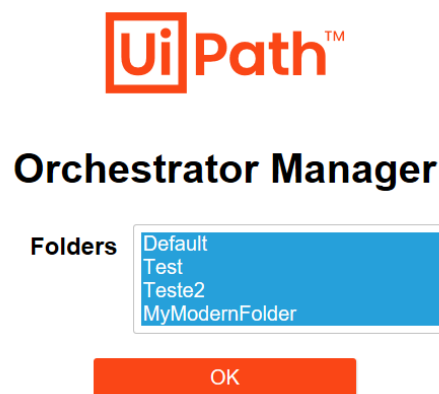 UiPath™
Orchestrator Manager
Folders
Default
Test
Teste2
MyModernFolder
OK